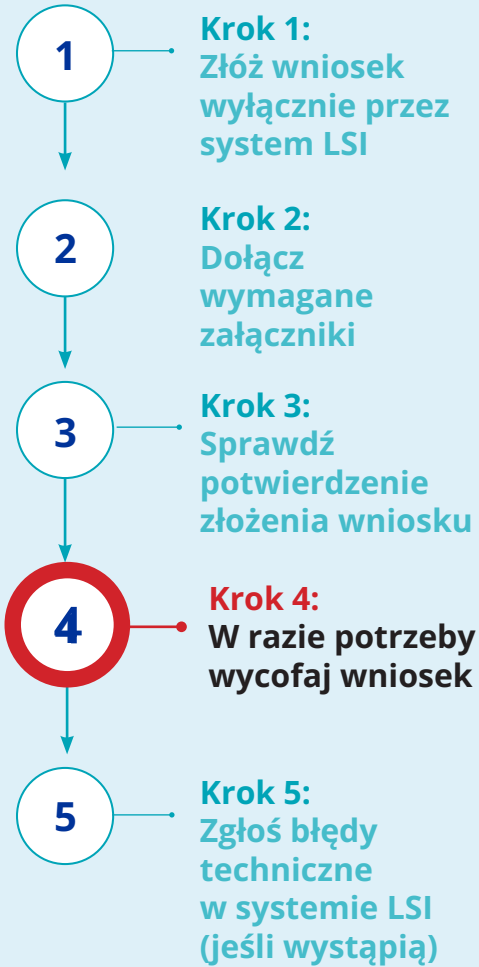 1
Krok 1:
Złóż wniosek
wyłącznie przez
system LSI
2
Krok 2:
Dołącz
wymagane
załączniki
3
Krok 3:
Sprawdź
potwierdzenie
złożenia wniosku
4
Krok 4:
W razie potrzeby
wycofaj wniosek
5
Krok 5:
Zgłoś błędy
techniczne
w systemie LSI
(jeśli wystąpią)